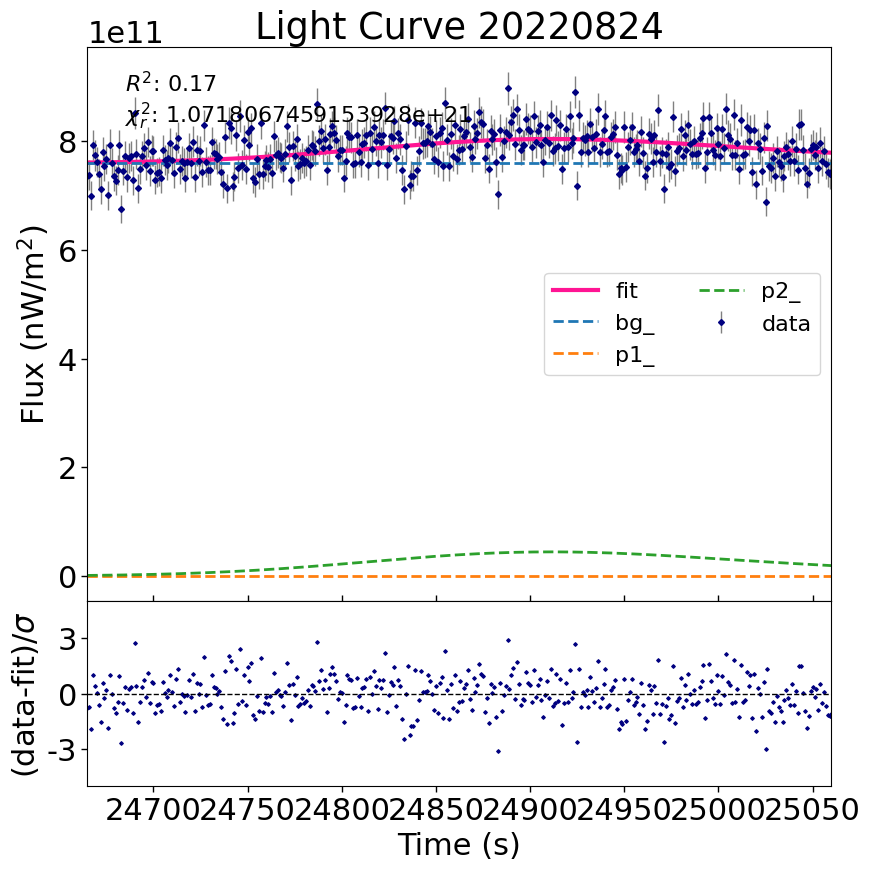 Light Curve 20220824
1e11
R²: 0.17
χ²ᵣ: 1.0718067459153928e+21
8
6
4
2
0
Flux (nW/m²)
fit
bg_
p1_
p2_
data
3
0
-3
(data-fit)/σ
24700 24750 24800 24850 24900 24950 25000 25050
Time (s)